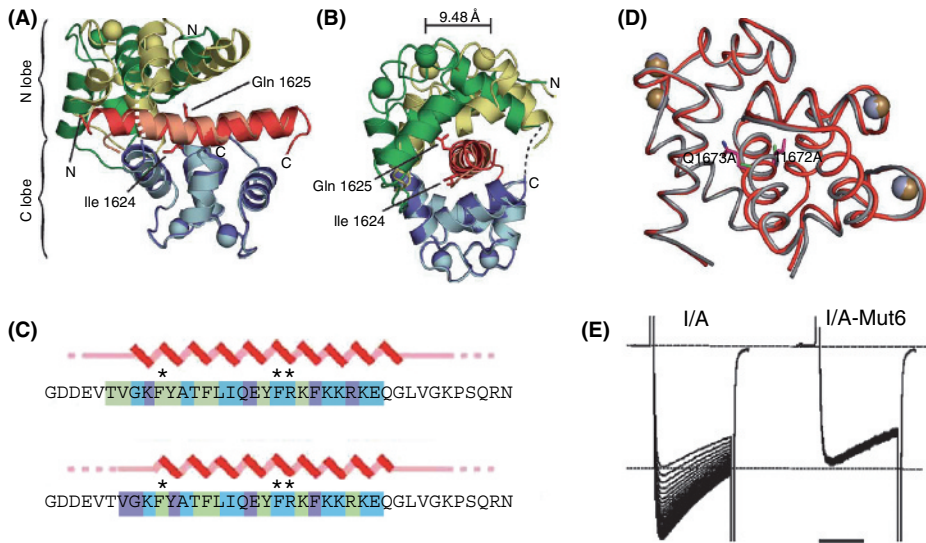 (A)
N lobe
C lobe
N
Gln 1625
N
C
C
Ile 1624
(B)
9.48 Å
N
Gln 1625
C
Ile 1624
(D)
Q1673A
I1672A
(C)
* **
GDDEVTVGKFYATFLIQEYFRKFKKRKEQGLVGKPSQRN
* **
GDDEVTVGKFYATFLIQEYFRKFKKRKEQGLVGKPSQRN
(E)
I/A
I/A-Mut6